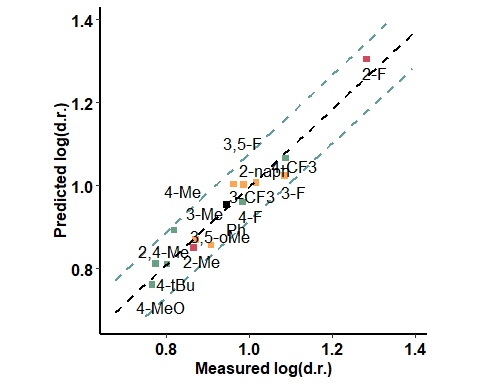 1.4
1.2
1.0
0.8
Predicted log(d.r.)
2-F
3,5-F
2-napth
4-CF3
4-Me
3-CF3
3-F
3-Me
4-F
Ph
3,5-oMe
2,4-Me
2-Me
4-tBu
4-MeO
0.8
1.0
1.2
1.4
Measured log(d.r.)